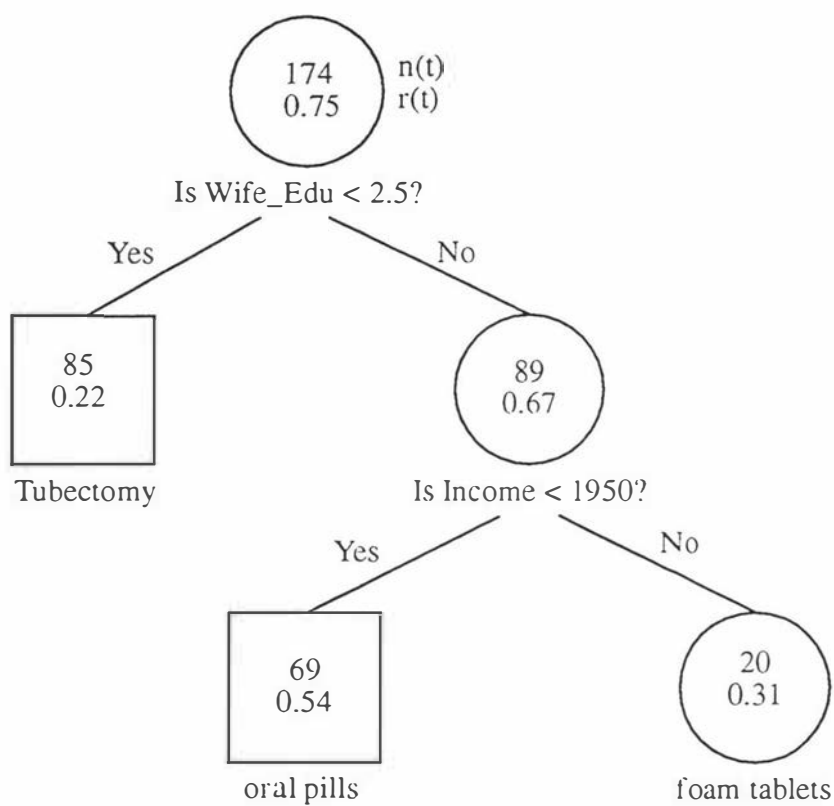 174
0.75
n(t)
r(t)
Is Wife_Edu < 2.5?
Yes
No
85
0.22
Tubectomy
89
0.67
Is Income < 1950?
Yes
No
69
0.54
oral pills
20
0.31
foam tablets